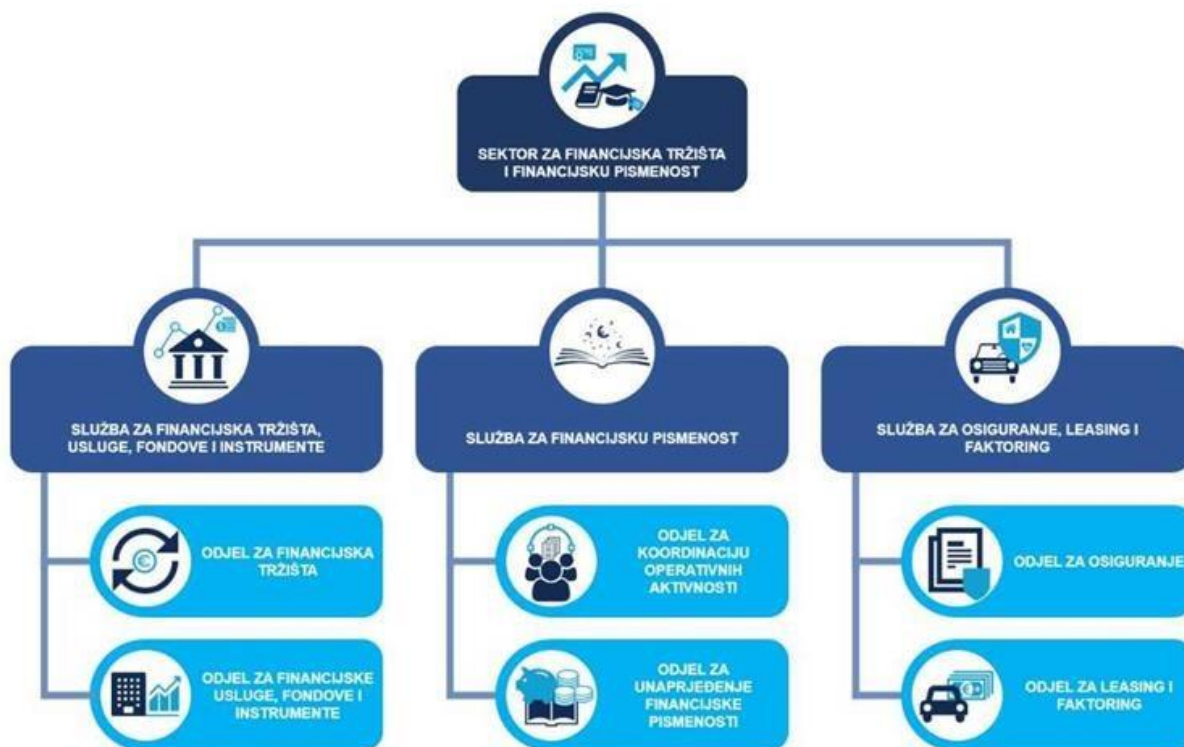 SEKTOR ZA FINANCIJSKA TRŽIŠTA
I FINANCIJSKU PISMENOST
SLUŽBA ZA FINANCIJSKA TRŽIŠTA,
USLUGE, FONDOVE I INSTRUMENTE
SLUŽBA ZA FINANCIJSKU PISMENOST
SLUŽBA ZA OSIGURANJE, LEASING I
FAKTORING
ODJEL ZA FINANCIJSKA
TRŽIŠTA
ODJEL ZA
KOORDINACIJU
OPERATIVNIH
AKTIVNOSTI
ODJEL ZA OSIGURANJE
ODJEL ZA FINANCIJSKE
USLUGE, FONDOVE I
INSTRUMENTE
ODJEL ZA
UNAPRJEĐENJE
FINANCIJSKE
PISMENOSTI
ODJEL ZA LEASING I
FAKTORING